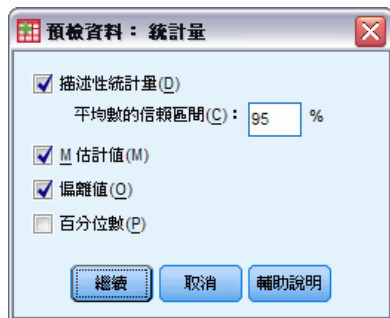 預檢資料： 統計量
描述性統計量(D)
平均數的信賴區間(C)： 95 %
M 估計值(M)
偏離值(O)
百分位數(P)
繼續 取消 輔助說明